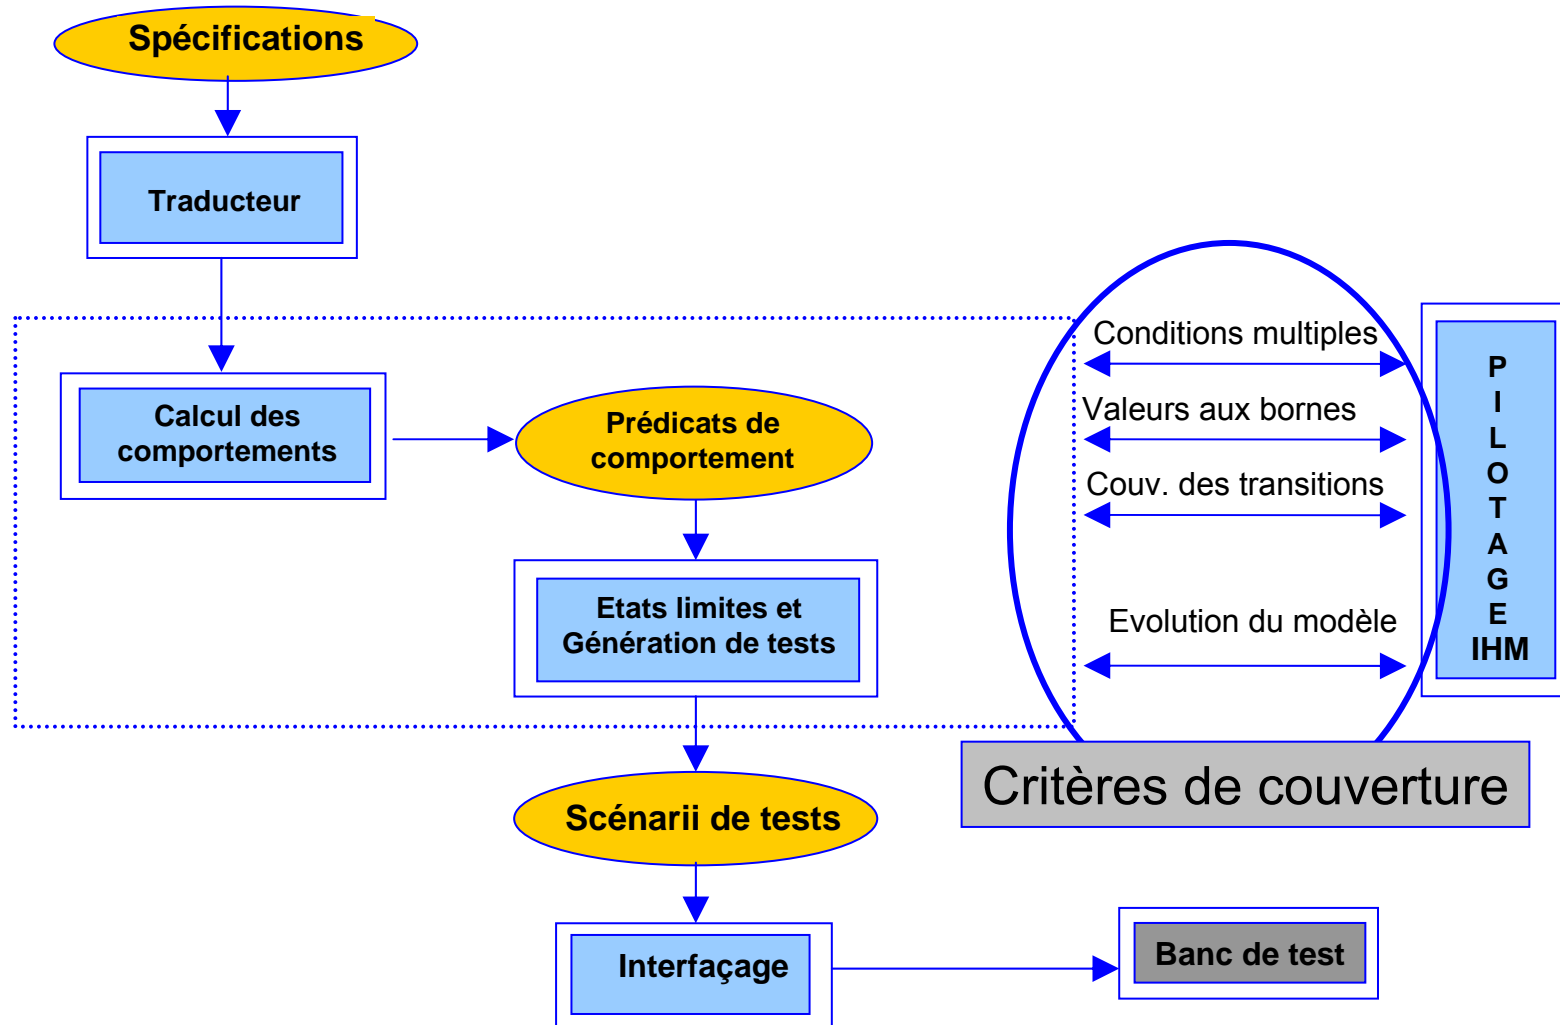 Spécifications
Traducteur
Calcul des
comportements
Prédicats de
comportement
Etats limites et
Génération de tests
Conditions multiples
Valeurs aux bornes
Couv. des transitions
Evolution du modèle
P
I
L
O
T
A
G
E
IHM
Critères de couverture
Scénarii de tests
Interfaçage
Banc de test